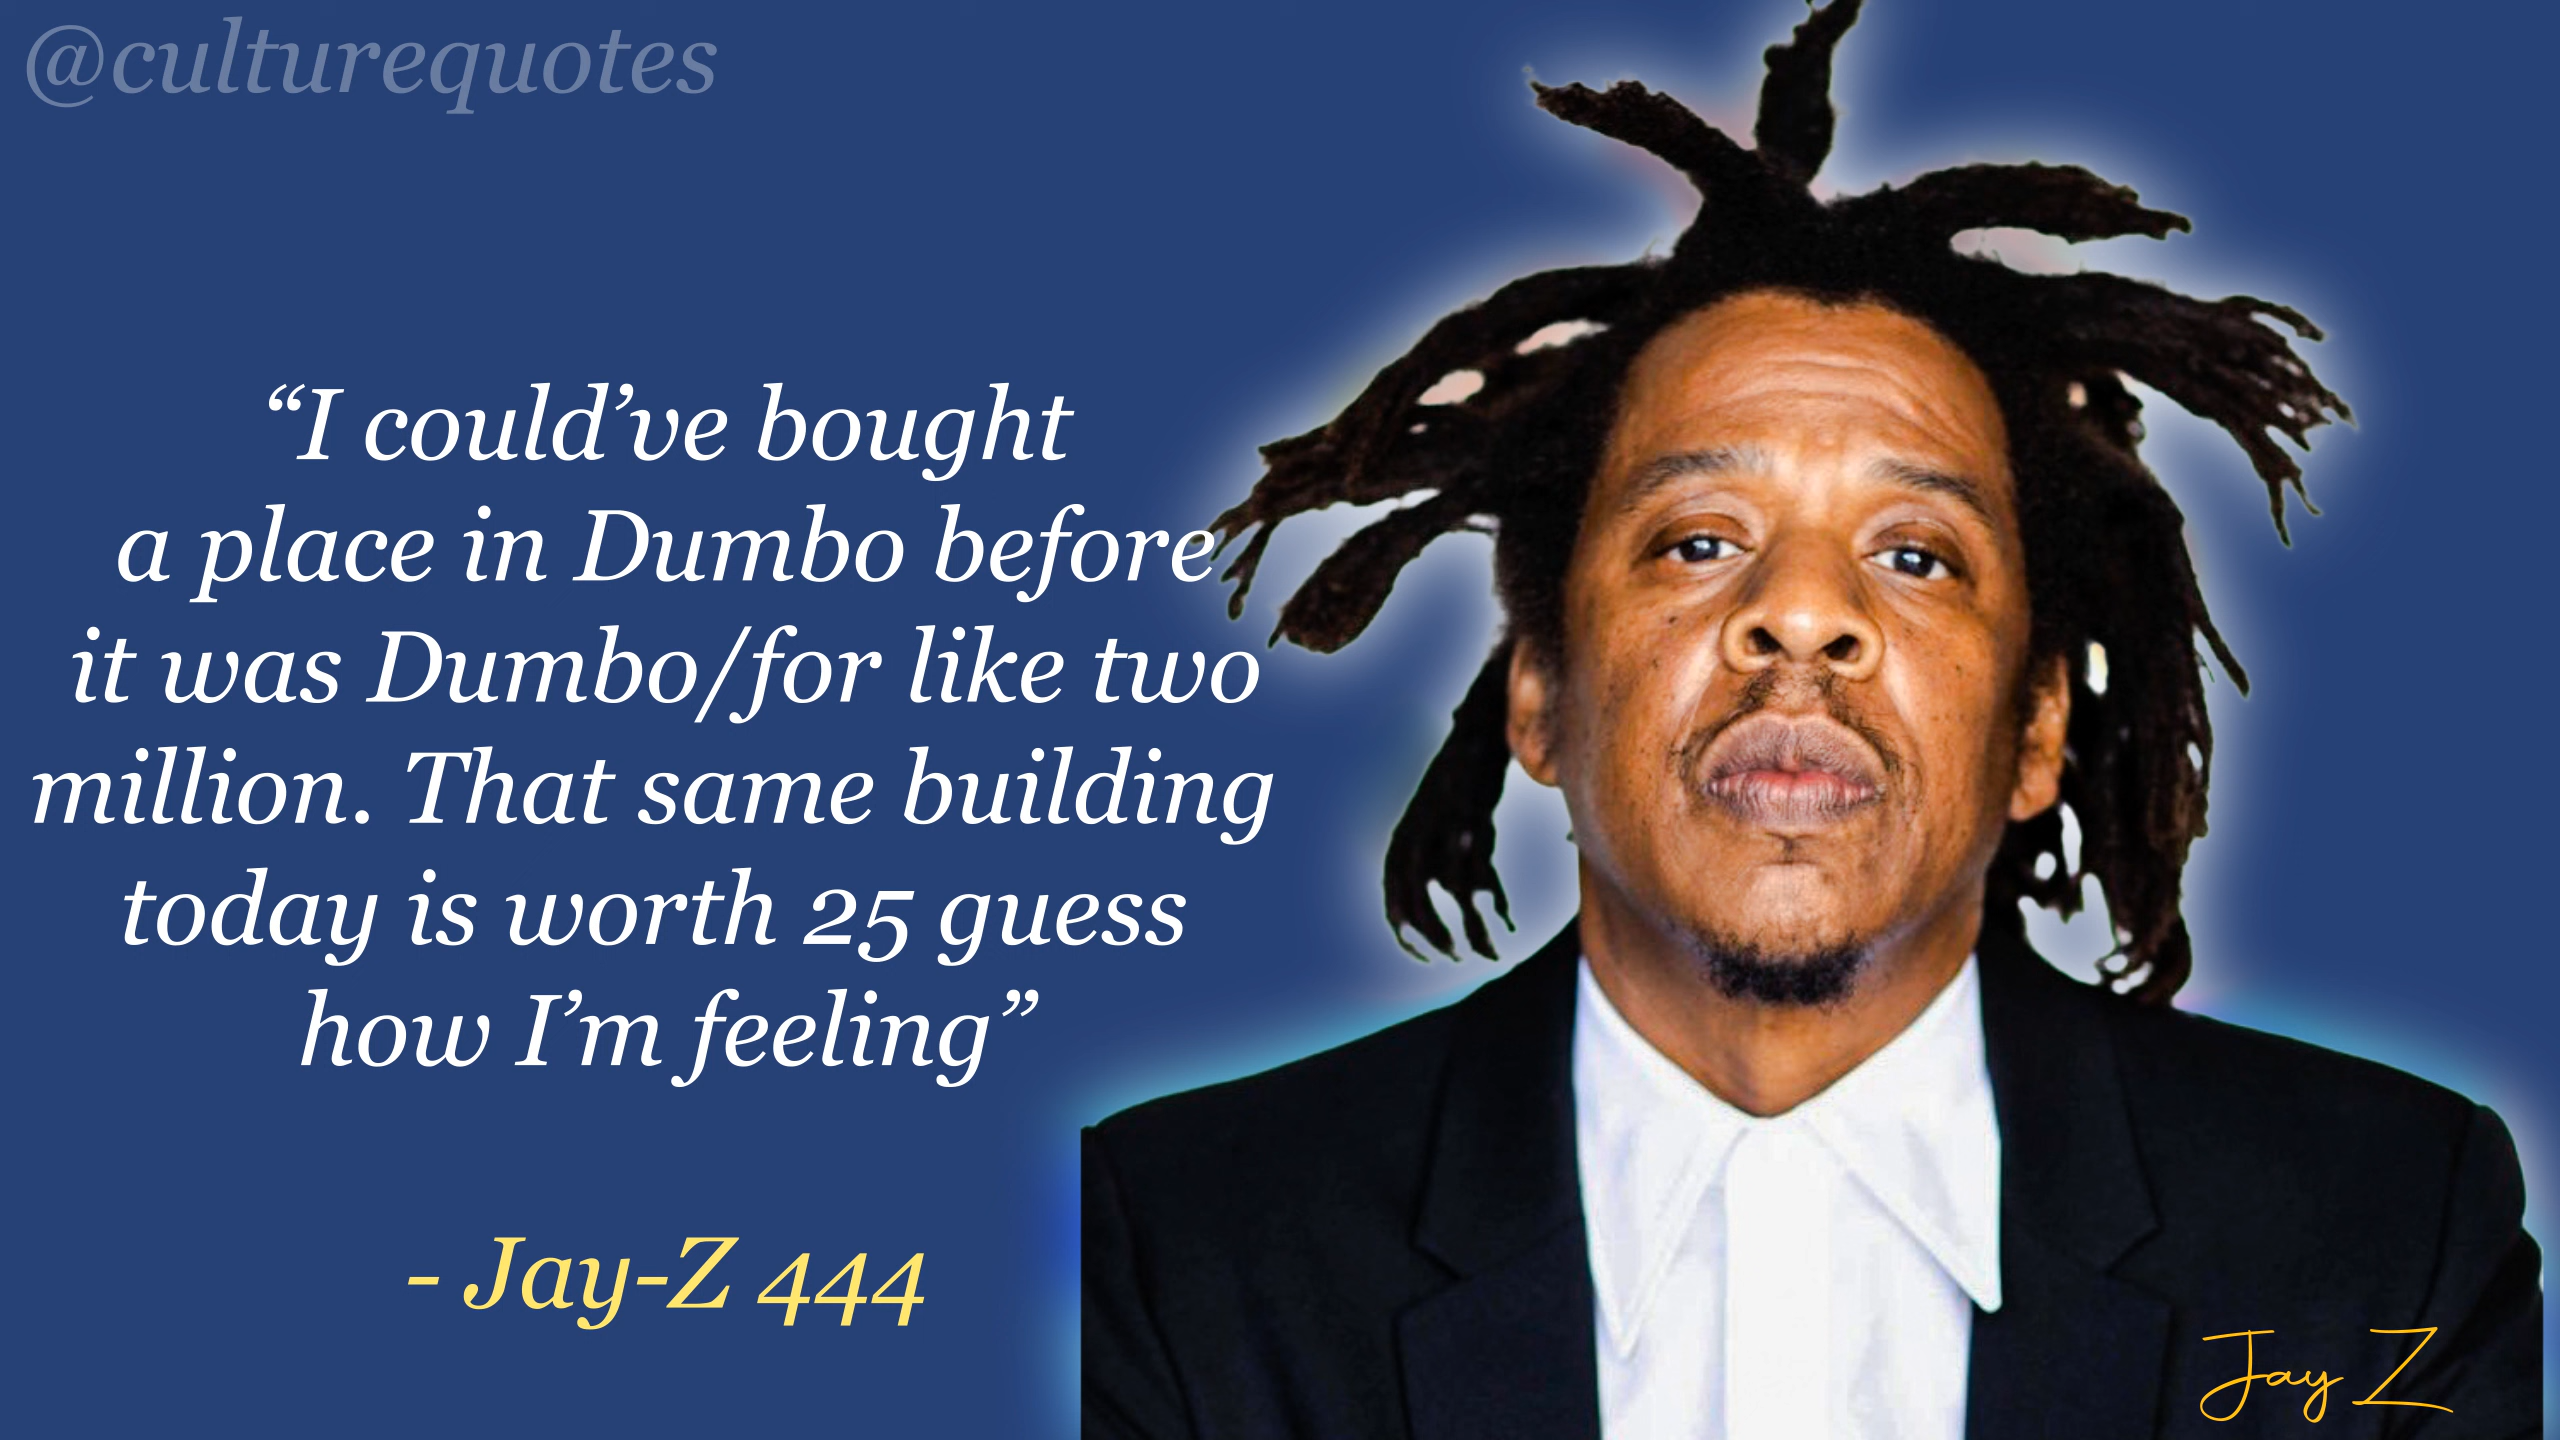 @culturequotes
“I could’ve bought
a place in Dumbo before
it was Dumbo/for like two
million. That same building
today is worth 25 guess
how I’m feeling”
- Jay-Z 444
Jay Z